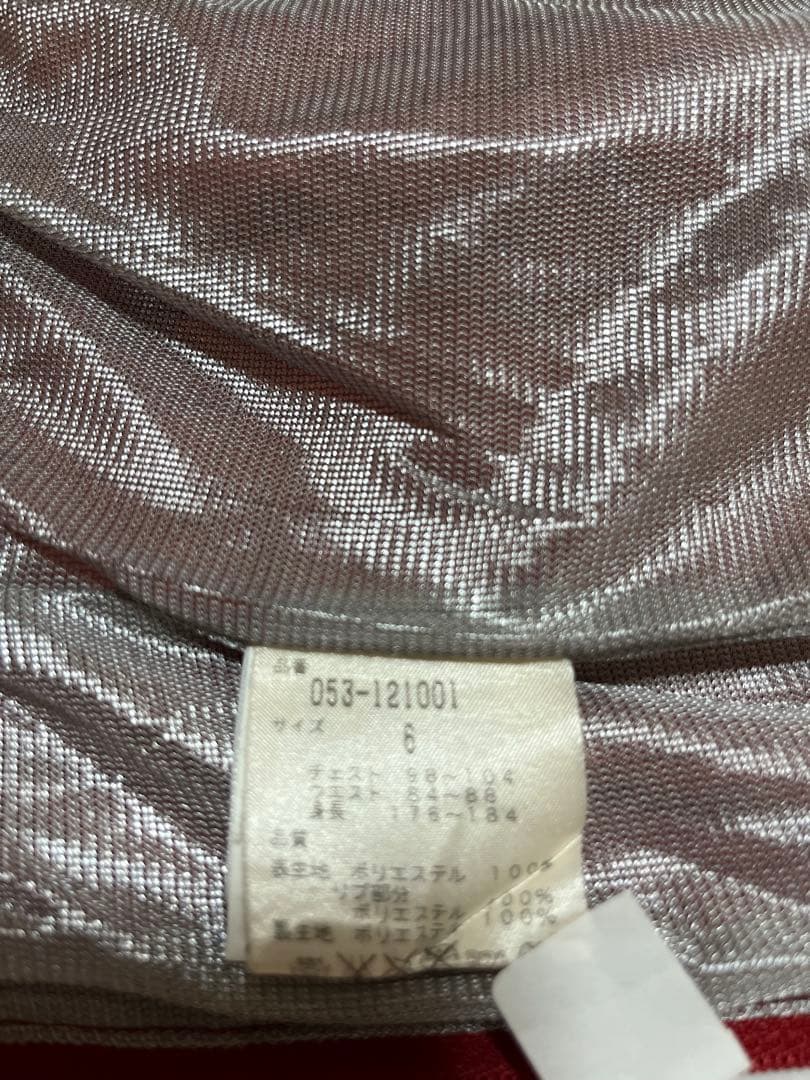 品番
053-121001
サイズ
6
チェスト 98~104
ウエスト 84~88
身長 176~184
品質
表生地 ポリエステル 100%
リブ部分 100%
ポリエステル 100%
裏生地 ポリエステル